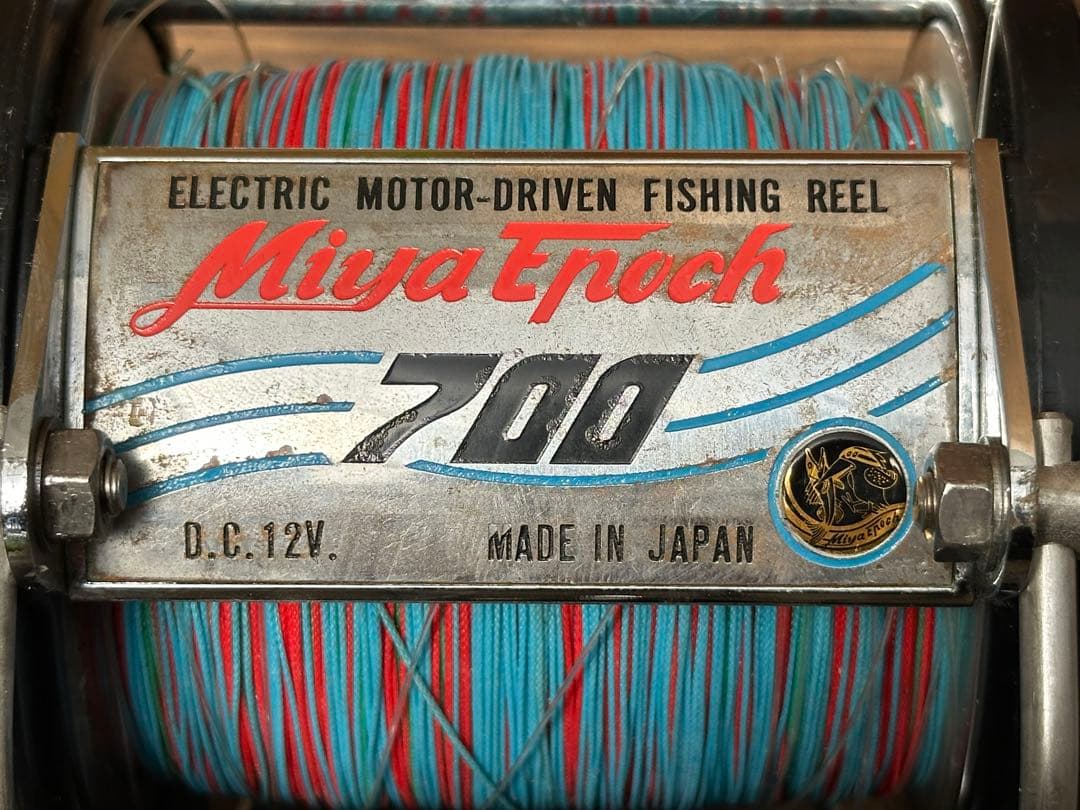 ELECTRIC MOTOR-DRIVEN FISHING REEL
Miya Epoch
700
D.C.12V.
MADE IN JAPAN
Miya Epoch